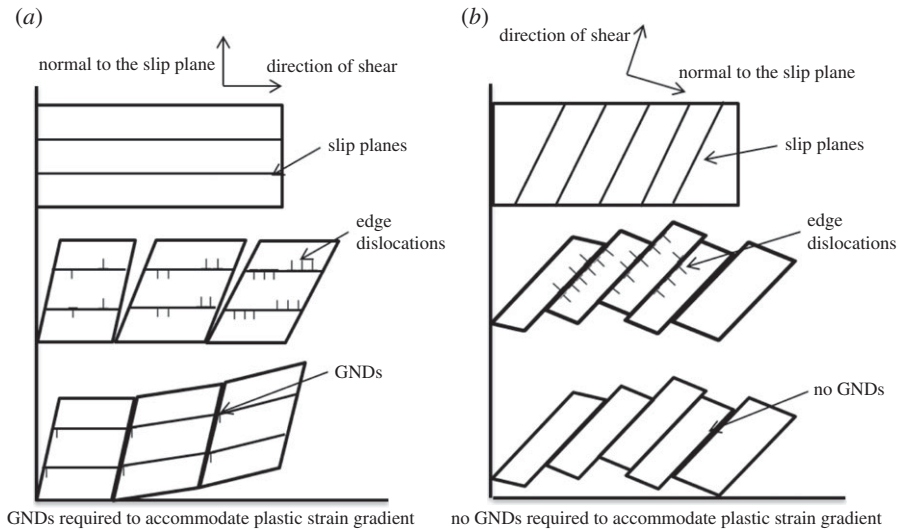 (a)
normal to the slip plane
direction of shear
slip planes
edge
dislocations
GNDs
GNDs required to accommodate plastic strain gradient
(b)
direction of shear
normal to the slip plane
slip planes
edge
dislocations
no GNDs
no GNDs required to accommodate plastic strain gradient